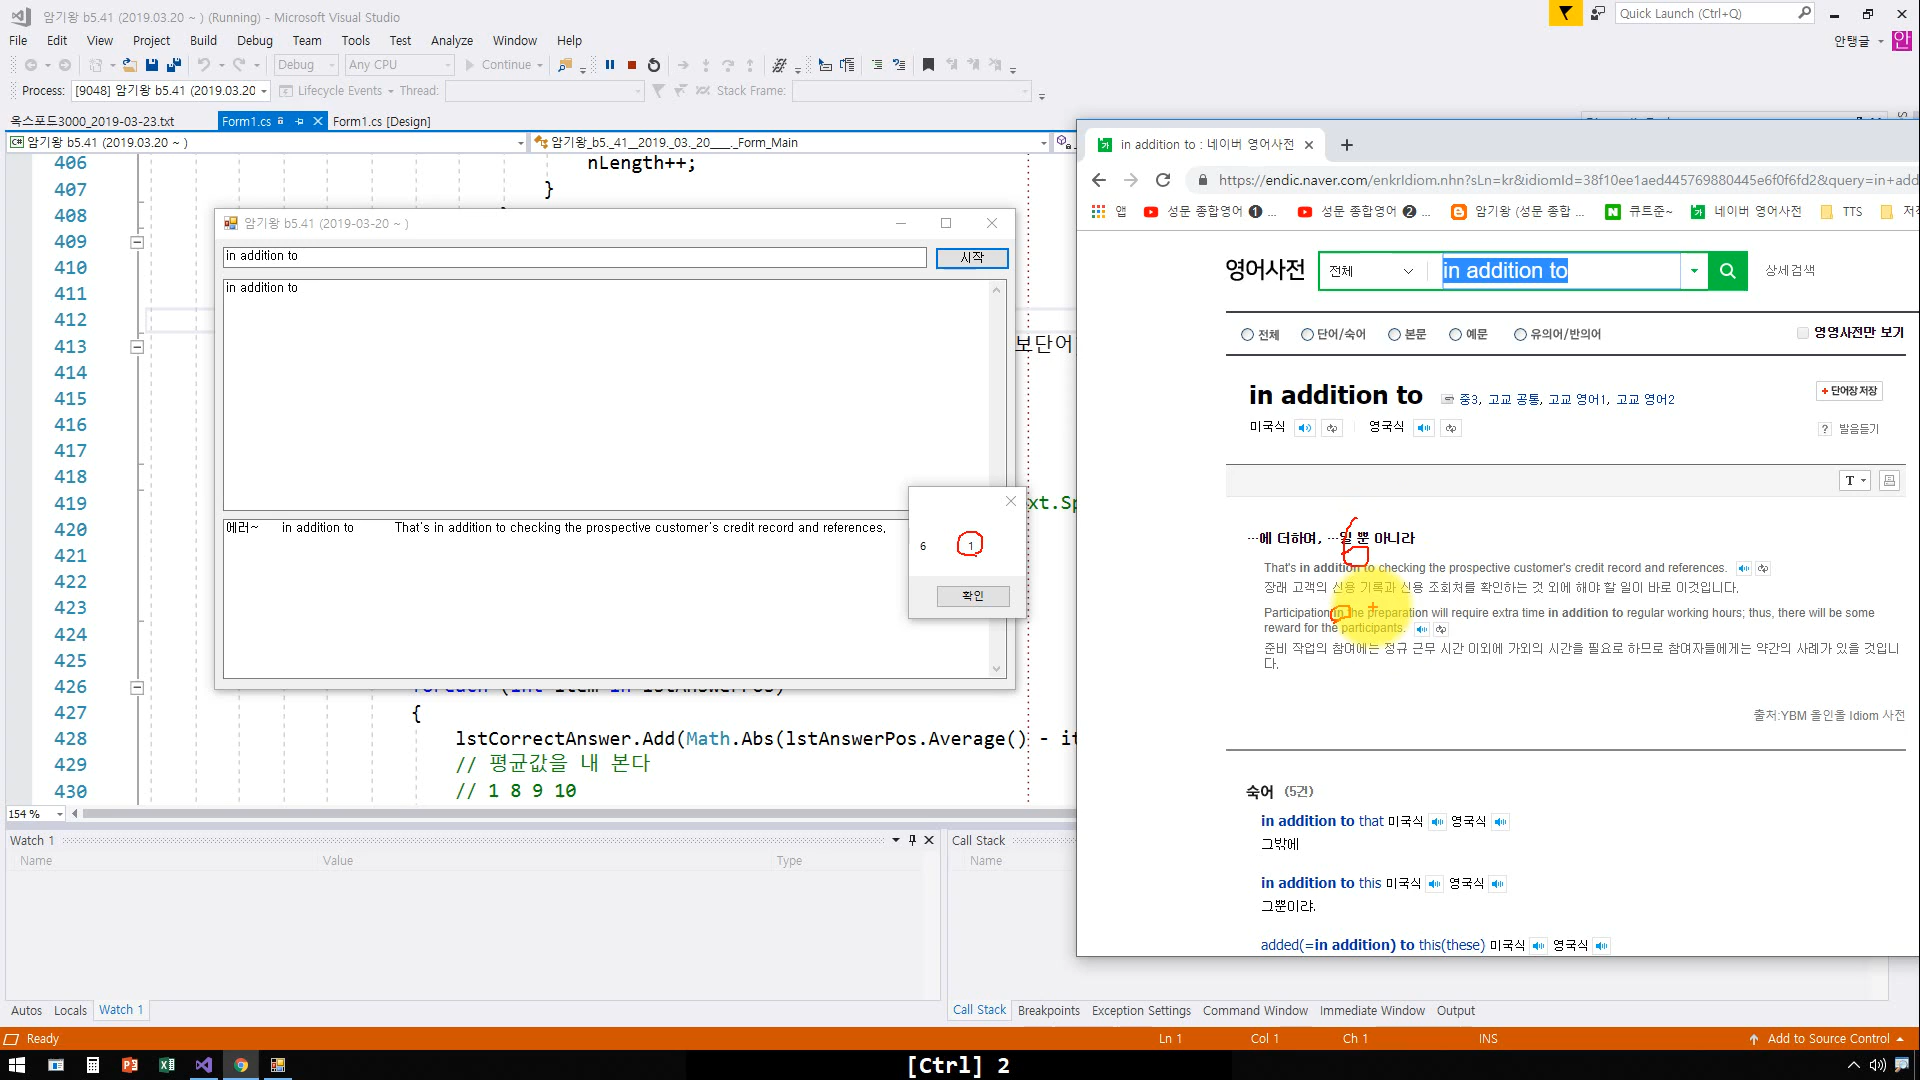 암기왕 b5.41 (2019.03.20 ~ ) (Running) - Microsoft Visual Studio
Quick Launch (Ctrl+Q)
File Edit View Project Build Debug Team Tools Test Analyze Window Help
안탱글 안
Debug Any CPU Continue
Process: [9048] 암기왕 b5.41 (2019.03.20 Lifecycle Events Thread: Stack Frame:
옥스포드3000_2019-03-23.txt Form1.cs Form1.cs [Design]
암기왕 b5.41 (2019.03.20 ~ ) 암기왕_b5._41__2019._03._20___._Form_Main
406 nLength++;
407 }
408
409
410
411
412
413 보단어
414
415
416
417
418
419 xt.Sp
420
421
422
423
424
425
426 foreach (int item in lstAnswerPos)
427 {
428 lstCorrectAnswer.Add(Math.Abs(lstAnswerPos.Average() - it
429 // 평균값을 내 본다
430 // 1 8 9 10
154 %
암기왕 b5.41 (2019-03-20 ~ )
in addition to 시작
in addition to
에러~ in addition to That's in addition to checking the prospective customer's credit record and references.
6 1
확인
Watch 1
Name Value Type
Call Stack
Name
Autos Locals Watch 1
Call Stack Breakpoints Exception Settings Command Window Immediate Window Output
Ready Ln 1 Col 1 Ch 1 INS Add to Source Control
[Ctrl] 2
in addition to : 네이버 영어사전
https://endic.naver.com/enkrIdiom.nhn?sLn=kr&idiomId=38f10ee1aed445769880445e6f0f6fd2&query=in+add
앱 성문 종합영어 ❶ ... 성문 종합영어 ❷ ... 암기왕 (성문 종합 ... 큐트준~ 네이버 영어사전 TTS 저
영어사전 전체 in addition to 상세검색
전체 단어/숙어 본문 예문 유의어/반의어 영영사전만 보기
in addition to 중3, 고교 공통, 고교 영어1, 고교 영어2 + 단어장 저장
미국식 영국식 ? 발음듣기
T
…에 더하여, …일 뿐 아니라
That's in addition to checking the prospective customer's credit record and references.
장래 고객의 신용 기록과 신용 조회처를 확인하는 것 외에 해야 할 일이 바로 이것입니다.
Participation in the preparation will require extra time in addition to regular working hours; thus, there will be some
reward for the participants.
준비 작업의 참여에는 정규 근무 시간 이외에 가외의 시간을 필요로 하므로 참여자들에게는 약간의 사례가 있을 것입니
다.
출처:YBM 올인올 Idiom 사전
숙어 (5건)
in addition to that 미국식 영국식
그밖에
in addition to this 미국식 영국식
그뿐이랴.
added(=in addition) to this(these) 미국식 영국식